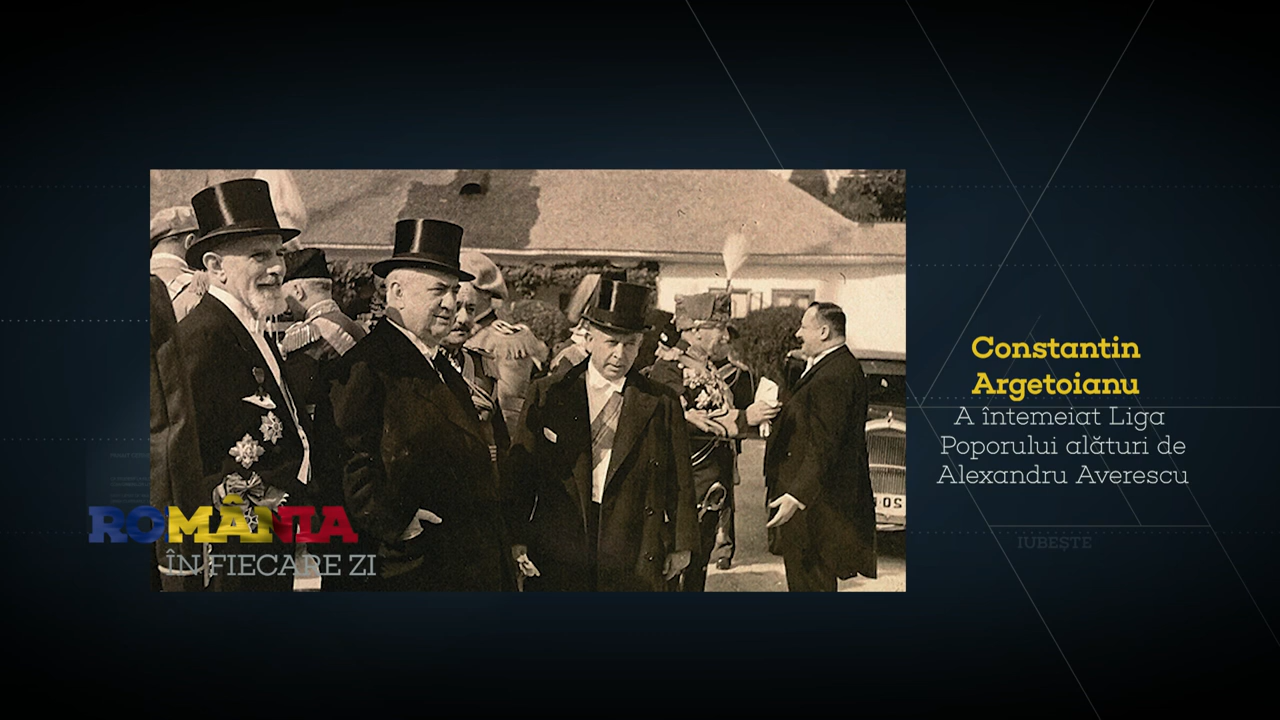 Constantin
Argetoianu
A întemeiat Liga
Poporului alături de
Alexandru Averescu
IUBEȘTE
ROMÂNIA
ÎN FIECARE ZI